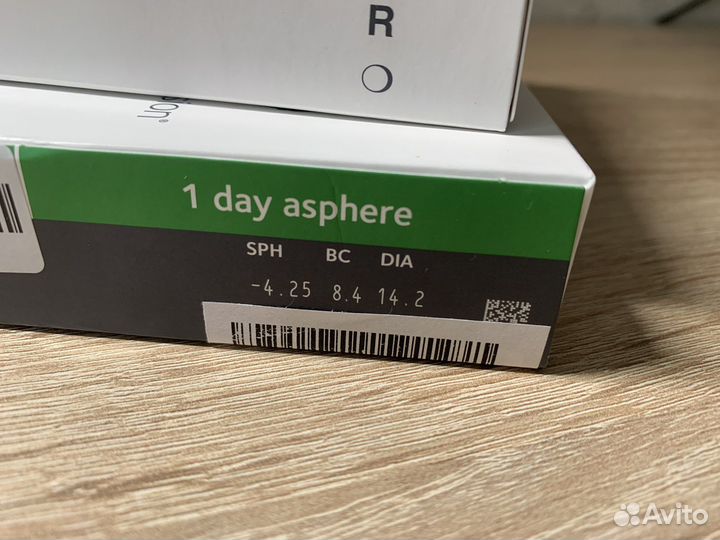 R
1 day asphere
SPH BC DIA
-4.25 8.4 14.2
Avito